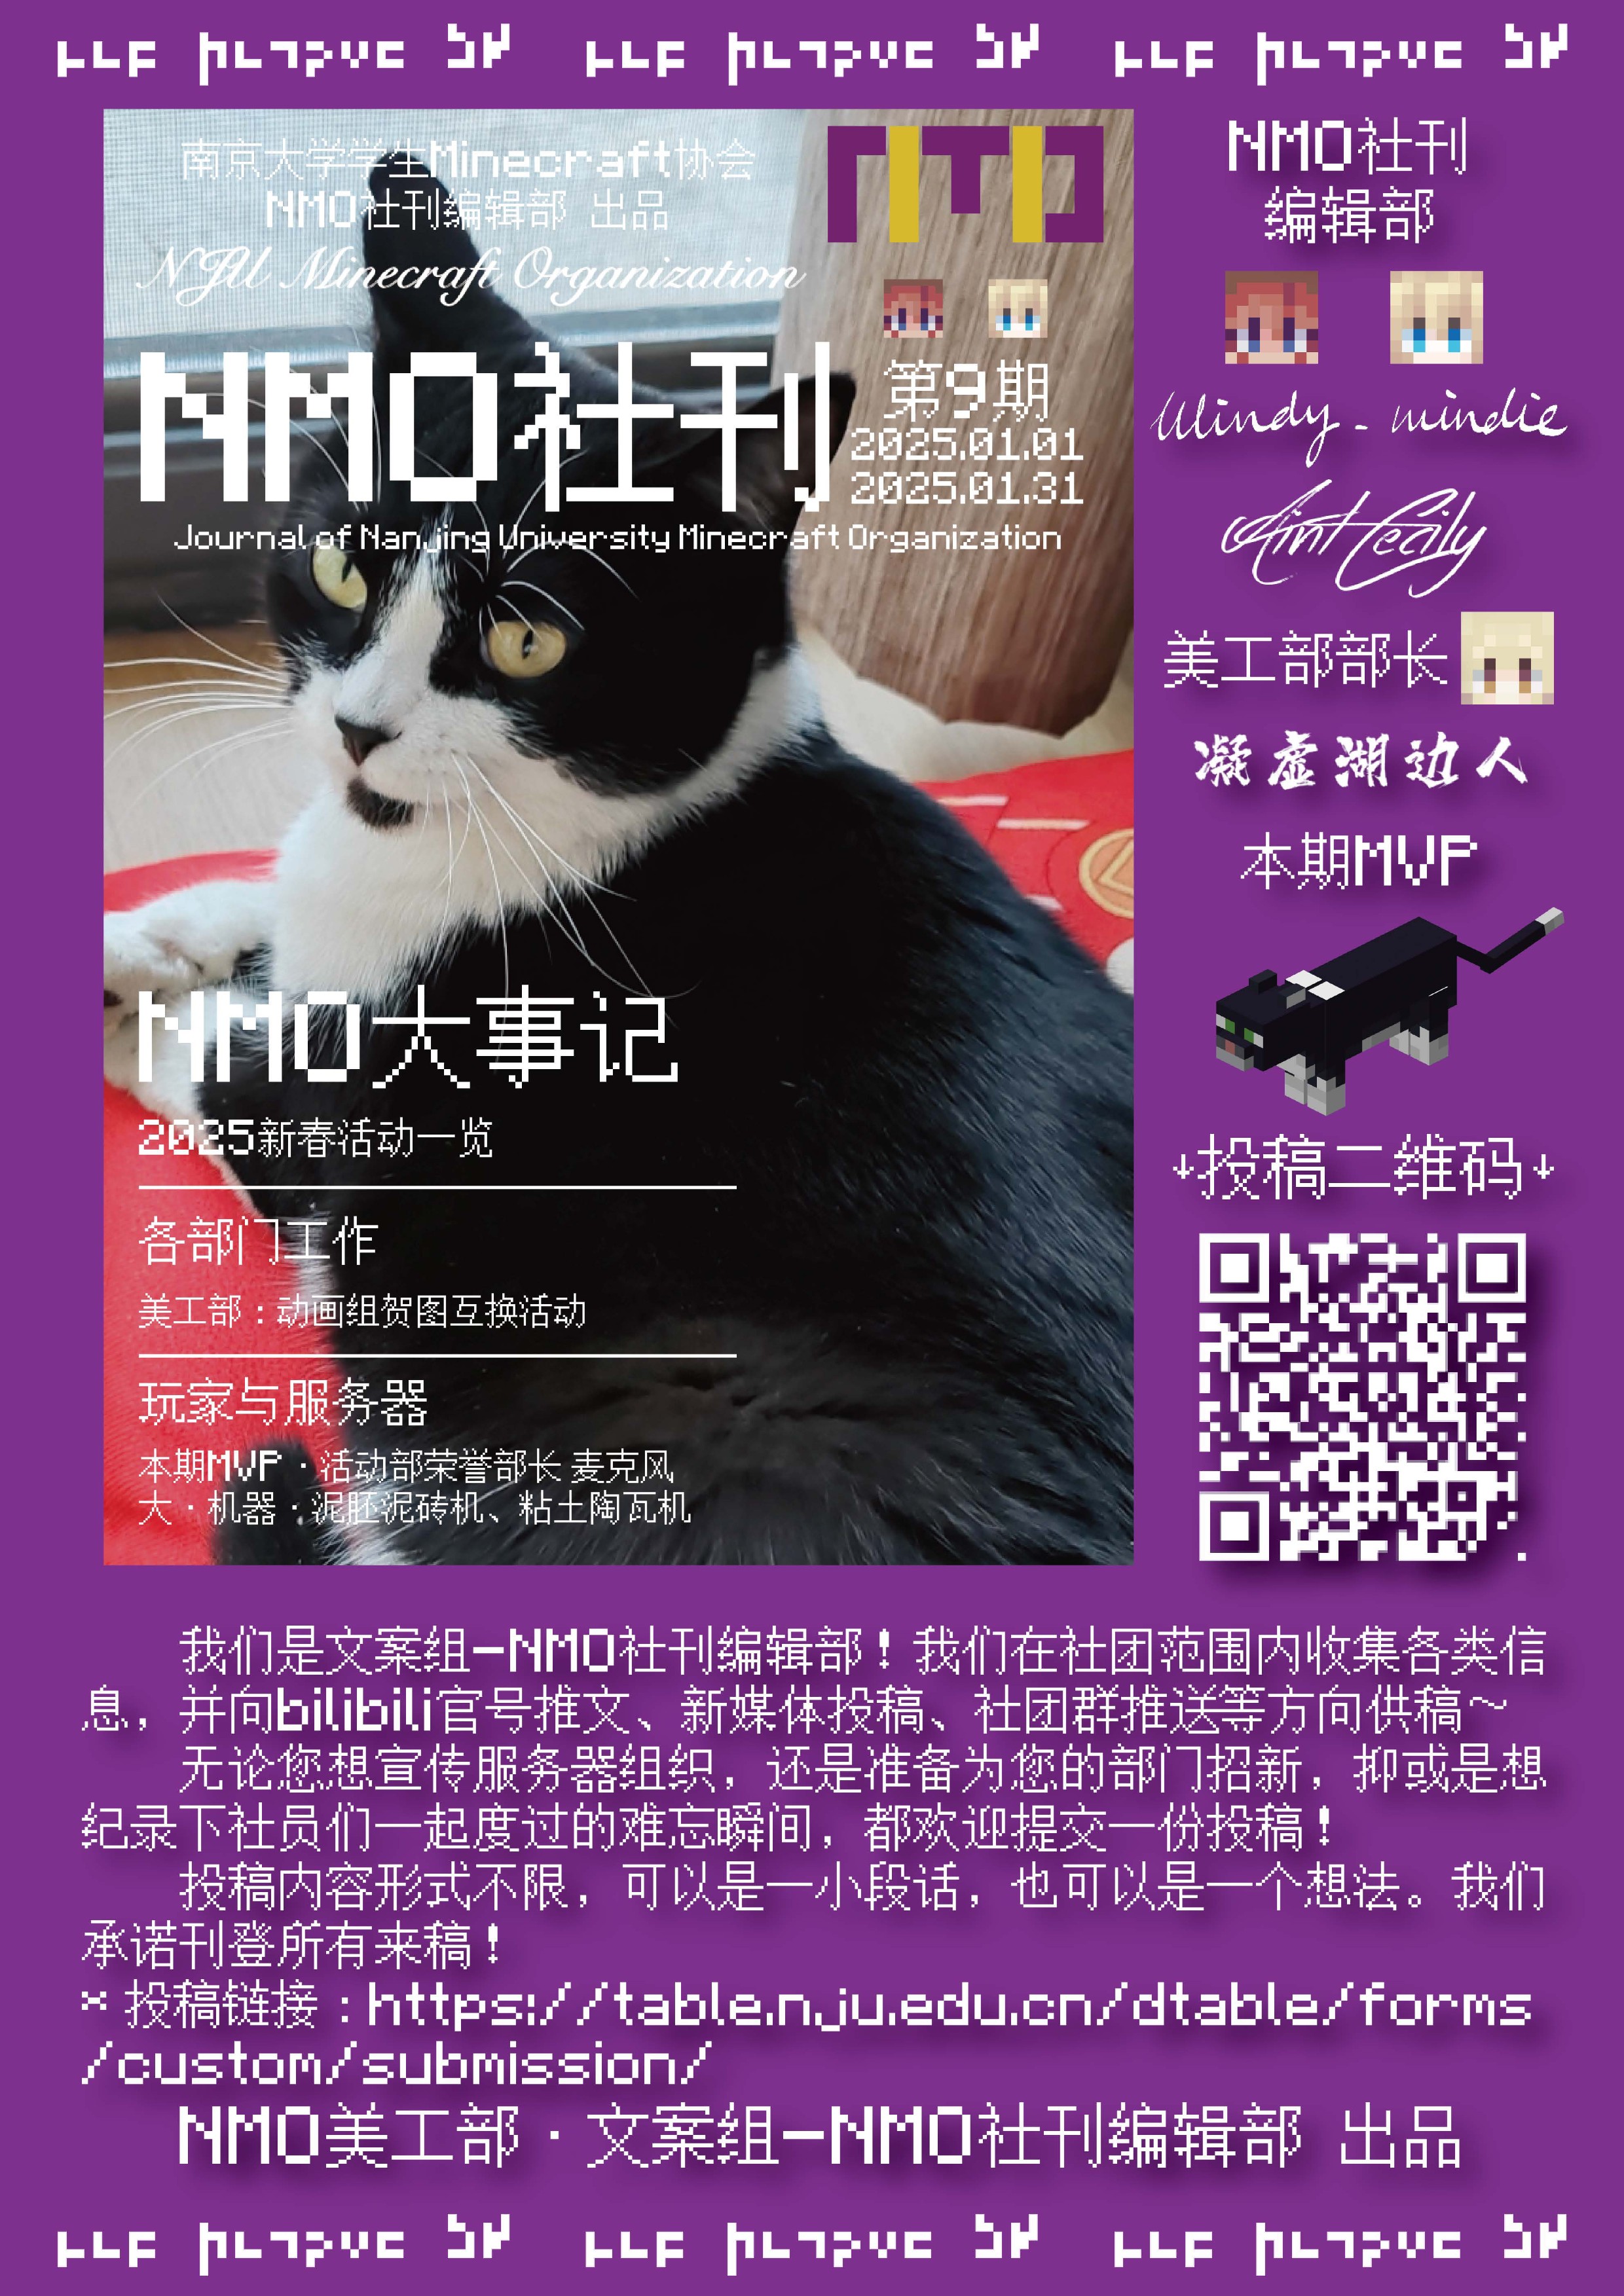 南京大学学生Minecraft协会
NMO社刊编辑部 出品
NJU Minecraft Organization
NMO
NMO社刊
第9期
2025.01.01
2025.01.31
Journal of Nanjing University Minecraft Organization
NMO大事记
2025新春活动一览
各部门工作
美工部：动画组贺图互换活动
玩家与服务器
本期MVP · 活动部荣誉部长 麦克风
大 · 机器 · 泥胚泥砖机、粘土陶瓦机
NMO社刊
编辑部
Windy_mindie
AintCecily
美工部部长
凝虚湖边人
本期MVP
↓投稿二维码↓
我们是文案组-NMO社刊编辑部！我们在社团范围内收集各类信
息，并向bilibili官号推文、新媒体投稿、社团群推送等方向供稿～
无论您想宣传服务器组织，还是准备为您的部门招新，抑或是想
纪录下社员们一起度过的难忘瞬间，都欢迎提交一份投稿！
投稿内容形式不限，可以是一小段话，也可以是一个想法。我们
承诺刊登所有来稿！
* 投稿链接：https://table.nju.edu.cn/dtable/forms
/custom/submission/
NMO美工部 · 文案组-NMO社刊编辑部 出品